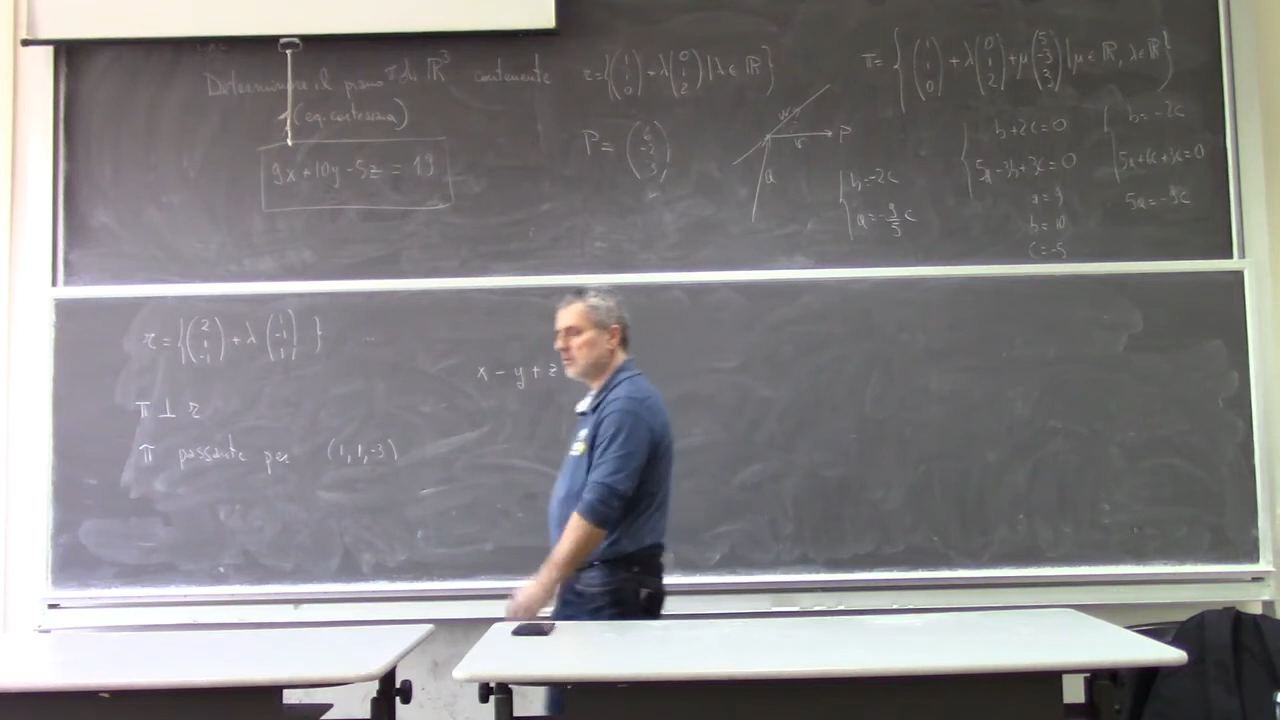 Determinare il piano π di ℝ³ contenente r={(1 1 0)+λ(0 1 2)|λ∈ℝ}
(eq. cartesiana)
9x+10y-5z=19
P=(6 -2 3)
w
P
v
a
π={(1 1 0)+λ(0 1 2)+μ(5 -3 3)|μ∈ℝ, λ∈ℝ}
b+2c=0
5a-3b+3c=0
a=9
b=10
c=-5
b=-2c
5a+6c+3c=0
5a=-9c
b=-2c
a=-9/5 c
r={(2 1 -1)+λ(1 -1 1)}
π⊥r
π passante per (1,1,-3)
x-y+z